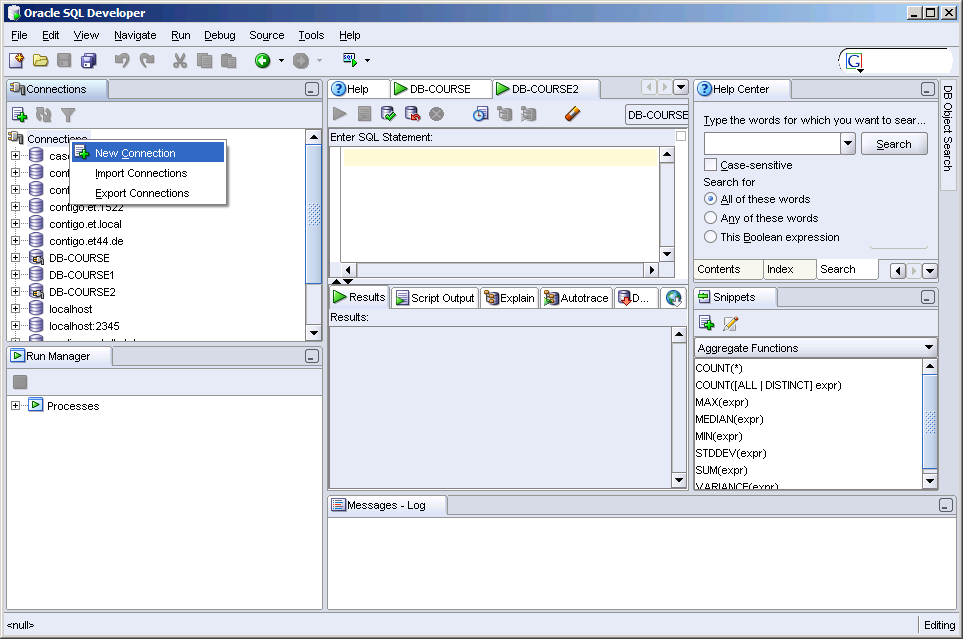 Oracle SQL Developer
File Edit View Navigate Run Debug Source Tools Help
Connections
Connections
New Connection
Import Connections
Export Connections
contigo.et.1522
contigo.et.local
contigo.et44.de
DB-COURSE
DB-COURSE1
DB-COURSE2
localhost
localhost:2345
Run Manager
Processes
Help
DB-COURSE
DB-COURSE2
DB-COURSE
Enter SQL Statement:
Results
Script Output
Explain
Autotrace
D...
Results:
Messages - Log
Help Center
Type the words for which you want to sear...
Search
Case-sensitive
Search for
All of these words
Any of these words
This Boolean expression
Contents
Index
Search
Snippets
Aggregate Functions
COUNT(*)
COUNT([ALL | DISTINCT] expr)
MAX(expr)
MEDIAN(expr)
MIN(expr)
STDDEV(expr)
SUM(expr)
VARIANCE(expr)
DB Object Search
<null>
Editing